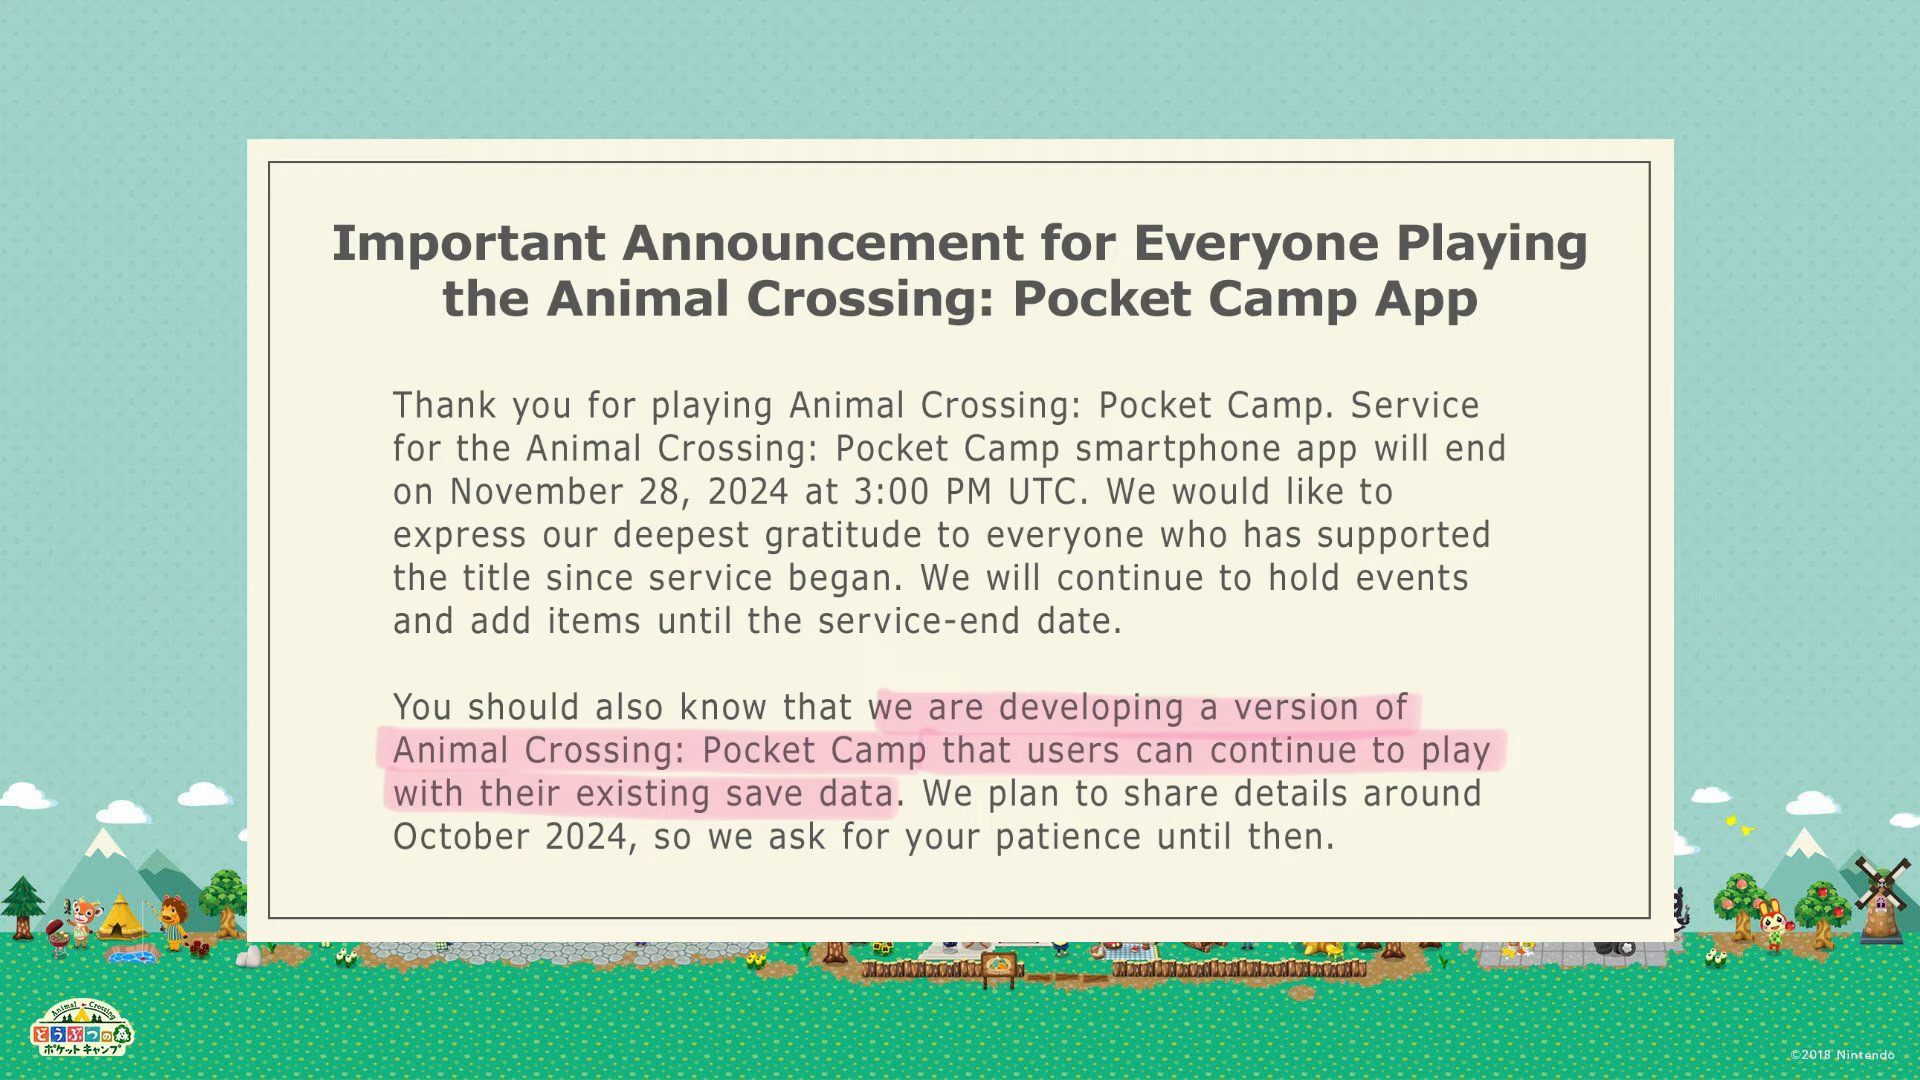 Important Announcement for Everyone Playing
the Animal Crossing: Pocket Camp App
Thank you for playing Animal Crossing: Pocket Camp. Service
for the Animal Crossing: Pocket Camp smartphone app will end
on November 28, 2024 at 3:00 PM UTC. We would like to
express our deepest gratitude to everyone who has supported
the title since service began. We will continue to hold events
and add items until the service-end date.
You should also know that we are developing a version of
Animal Crossing: Pocket Camp that users can continue to play
with their existing save data. We plan to share details around
October 2024, so we ask for your patience until then.
Animal Crossing
どうぶつの森
ポケット キャンプ
©2018 Nintendo